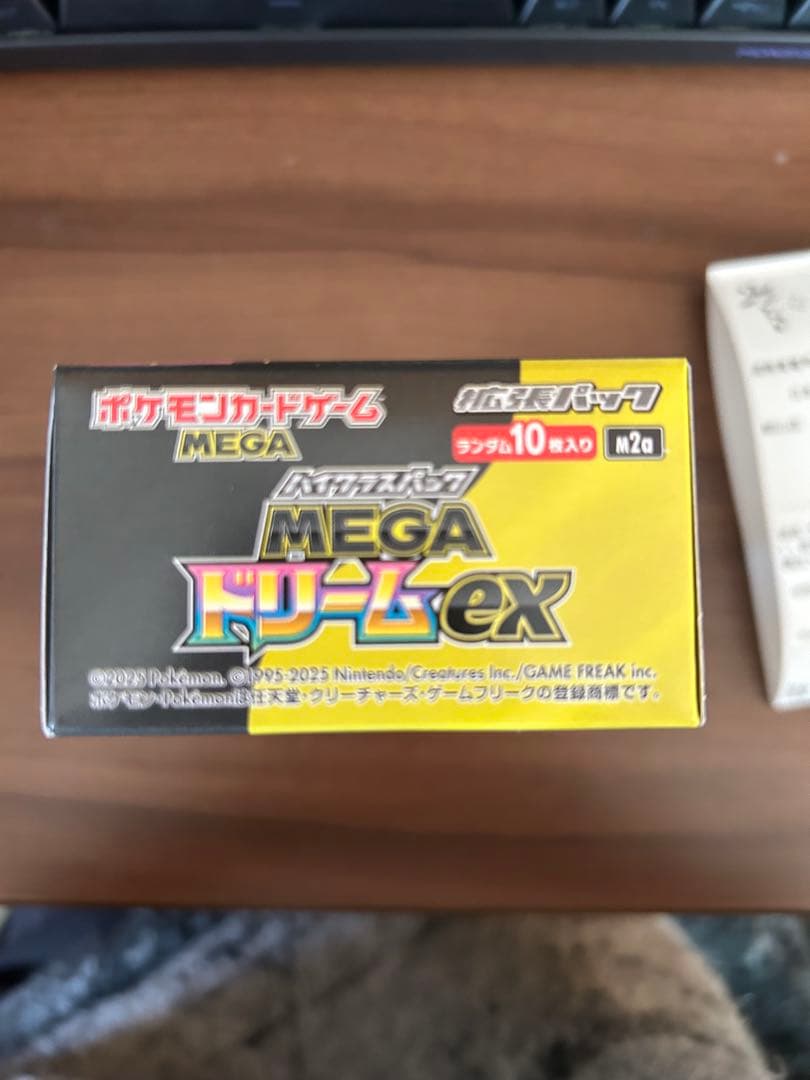 ポケモンカードゲーム
MEGA
拡張パック
ランダム10枚入り
M2a
ハイクラスパック
MEGA
ドリームex
©2025 Pokémon. ©1995-2025 Nintendo/Creatures Inc./GAME FREAK inc.
ポケモン・Pokémonは任天堂・クリーチャーズ・ゲームフリークの登録商標です。